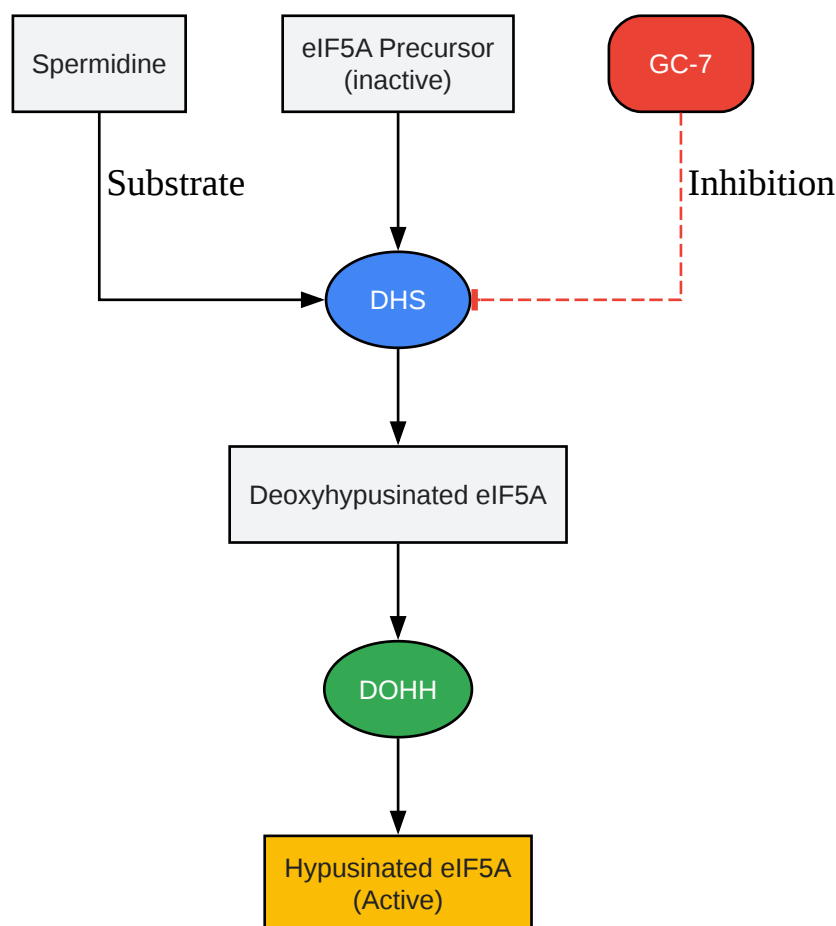 Spermidine
eIF5A Precursor
(inactive)
GC-7
Substrate
Inhibition
DHS
Deoxyhypusinated eIF5A
DOHH
Hypusinated eIF5A
(Active)